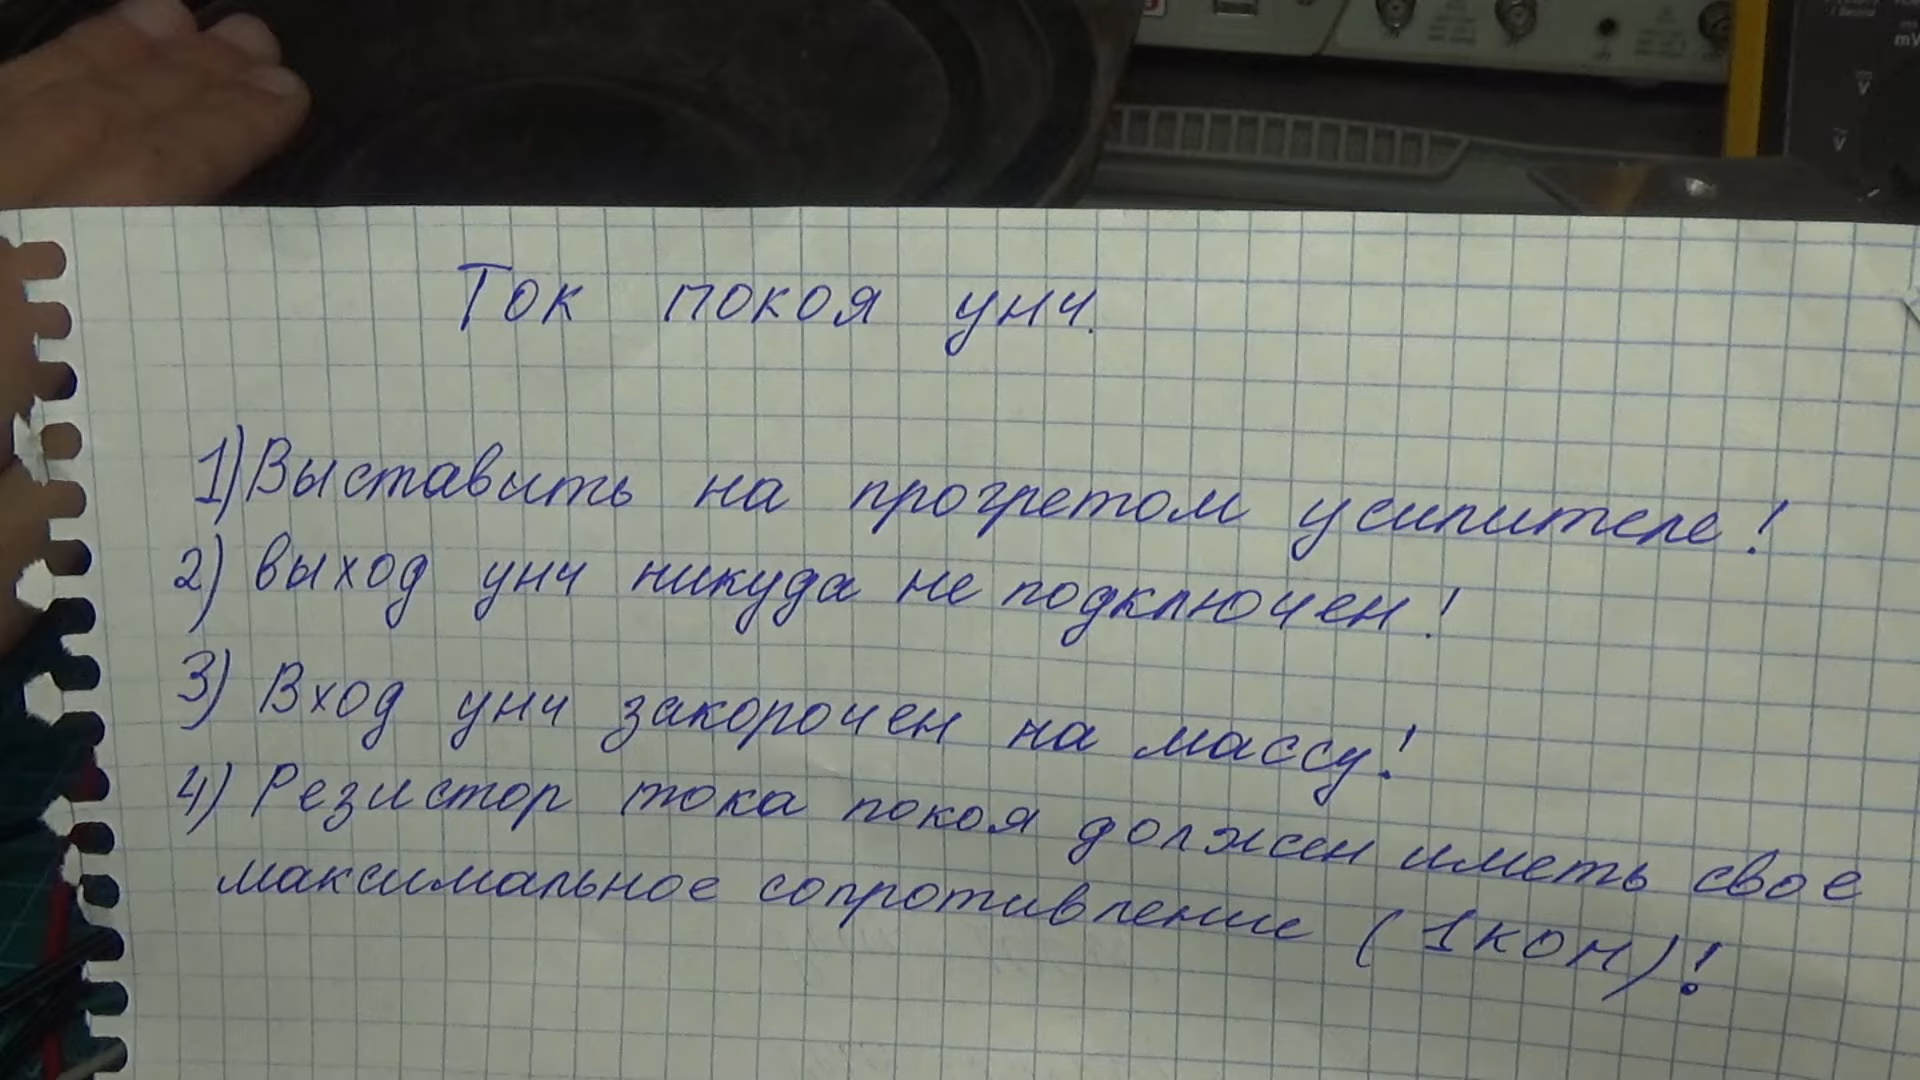 Ток покоя унч.
1) Выставить на прогретом усилителе!
2) выход унч никуда не подключен!
3) Вход унч закорочен на массу!
4) Резистор тока покоя должен иметь свое
максимальное сопротивление (1ком)!
mV
V
V